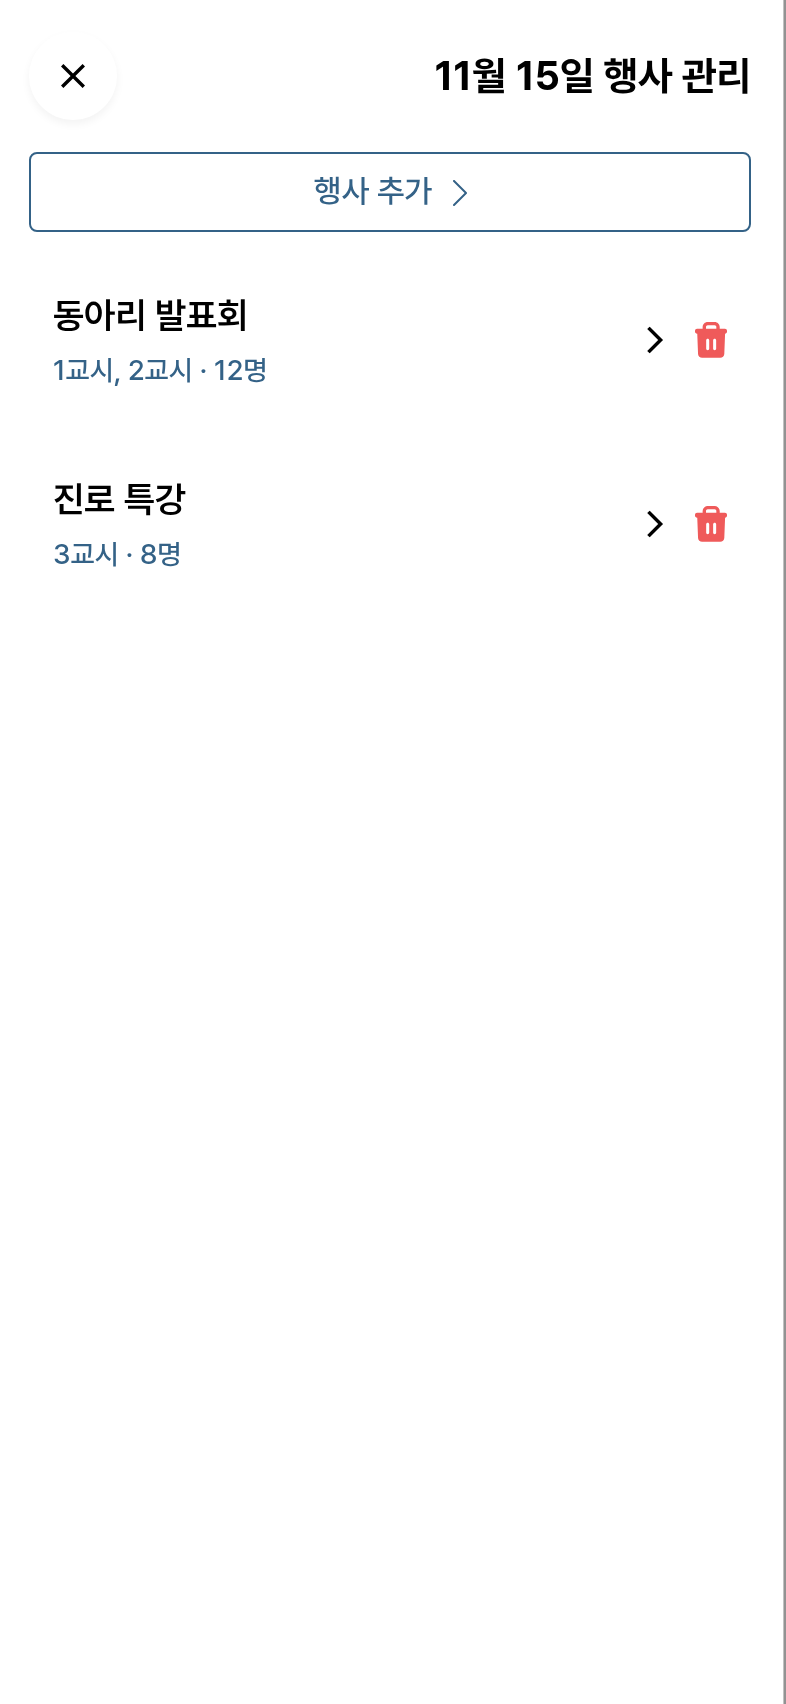 11월 15일 행사 관리
행사 추가
동아리 발표회
1교시, 2교시 · 12명
진로 특강
3교시 · 8명